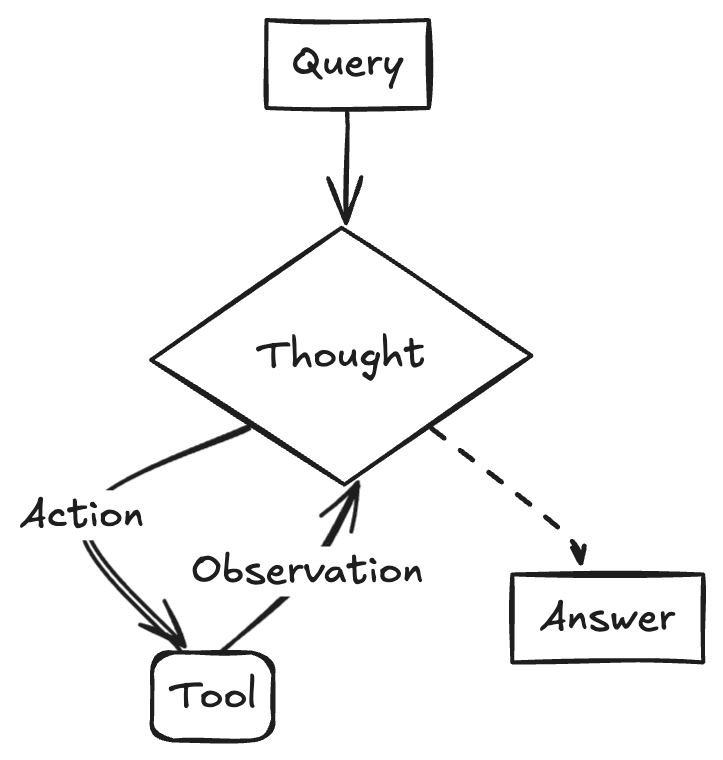 Query
Thought
Action
Observation
Answer
Tool